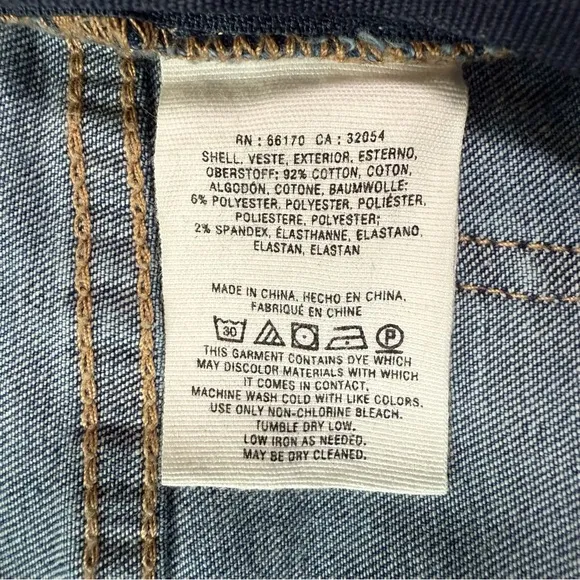 RN : 66170 CA : 32054
SHELL, VESTE, EXTERIOR, ESTERNO,
OBERSTOFF: 92% COTTON, COTON,
ALGODÓN, COTONE, BAUMWOLLE;
6% POLYESTER, POLYESTER, POLIÉSTER,
POLIESTERE, POLYESTER;
2% SPANDEX, ÉLASTHANNE, ELASTANO,
ELASTAN, ELASTAN
MADE IN CHINA, HECHO EN CHINA,
FABRIQUÉ EN CHINE
30 P
THIS GARMENT CONTAINS DYE WHICH
MAY DISCOLOR MATERIALS WITH WHICH
IT COMES IN CONTACT.
MACHINE WASH COLD WITH LIKE COLORS.
USE ONLY NON-CHLORINE BLEACH.
TUMBLE DRY LOW.
LOW IRON AS NEEDED.
MAY BE DRY CLEANED.